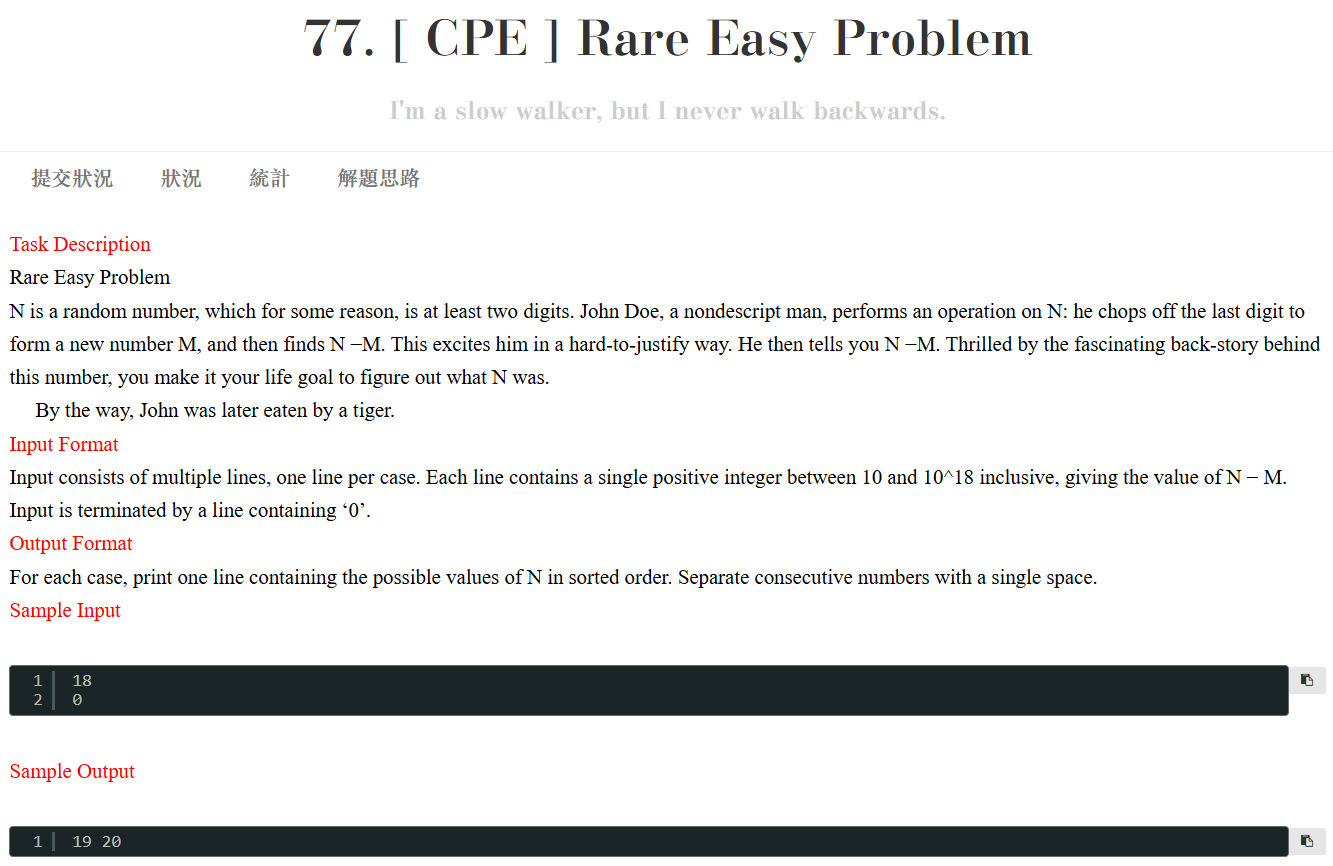 77. [ CPE ] Rare Easy Problem
I'm a slow walker, but I never walk backwards.
提交狀況 狀況 統計 解題思路
Task Description
Rare Easy Problem
N is a random number, which for some reason, is at least two digits. John Doe, a nondescript man, performs an operation on N: he chops off the last digit to
form a new number M, and then finds N −M. This excites him in a hard-to-justify way. He then tells you N −M. Thrilled by the fascinating back-story behind
this number, you make it your life goal to figure out what N was.
By the way, John was later eaten by a tiger.
Input Format
Input consists of multiple lines, one line per case. Each line contains a single positive integer between 10 and 10^18 inclusive, giving the value of N − M.
Input is terminated by a line containing ‘0’.
Output Format
For each case, print one line containing the possible values of N in sorted order. Separate consecutive numbers with a single space.
Sample Input
1 18
2 0
Sample Output
1 19 20